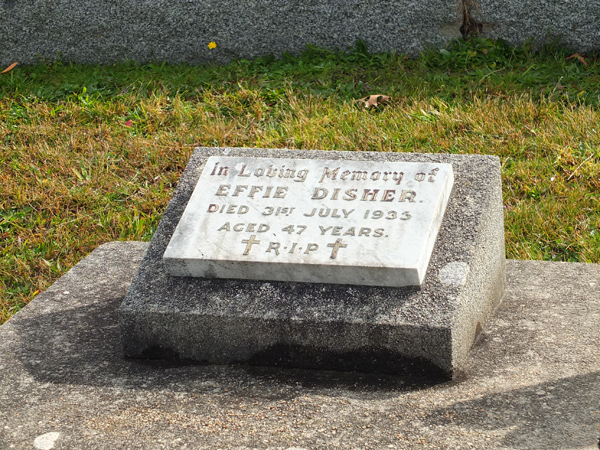 In Loving Memory of
EFFIE DISHER.
DIED 31ST JULY 1933
AGED 47 YEARS.
R.I.P